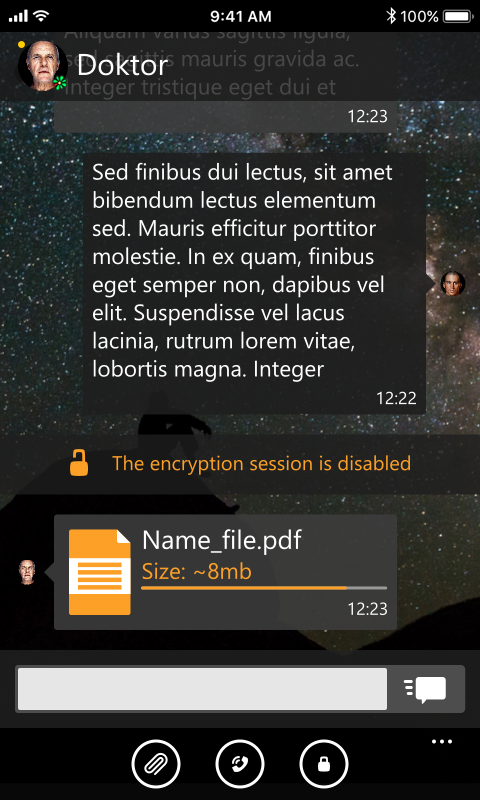 9:41 AM
100%
Aliquam varius sagittis ligula,
Doktor
sed sagittis mauris gravida ac.
Integer tristique eget dui et
12:23
Sed finibus dui lectus, sit amet
bibendum lectus elementum
sed. Mauris efficitur porttitor
molestie. In ex quam, finibus
eget semper non, dapibus vel
elit. Suspendisse vel lacus
lacinia, rutrum lorem vitae,
lobortis magna. Integer
12:22
The encryption session is disabled
Name_file.pdf
Size: ~8mb
12:23